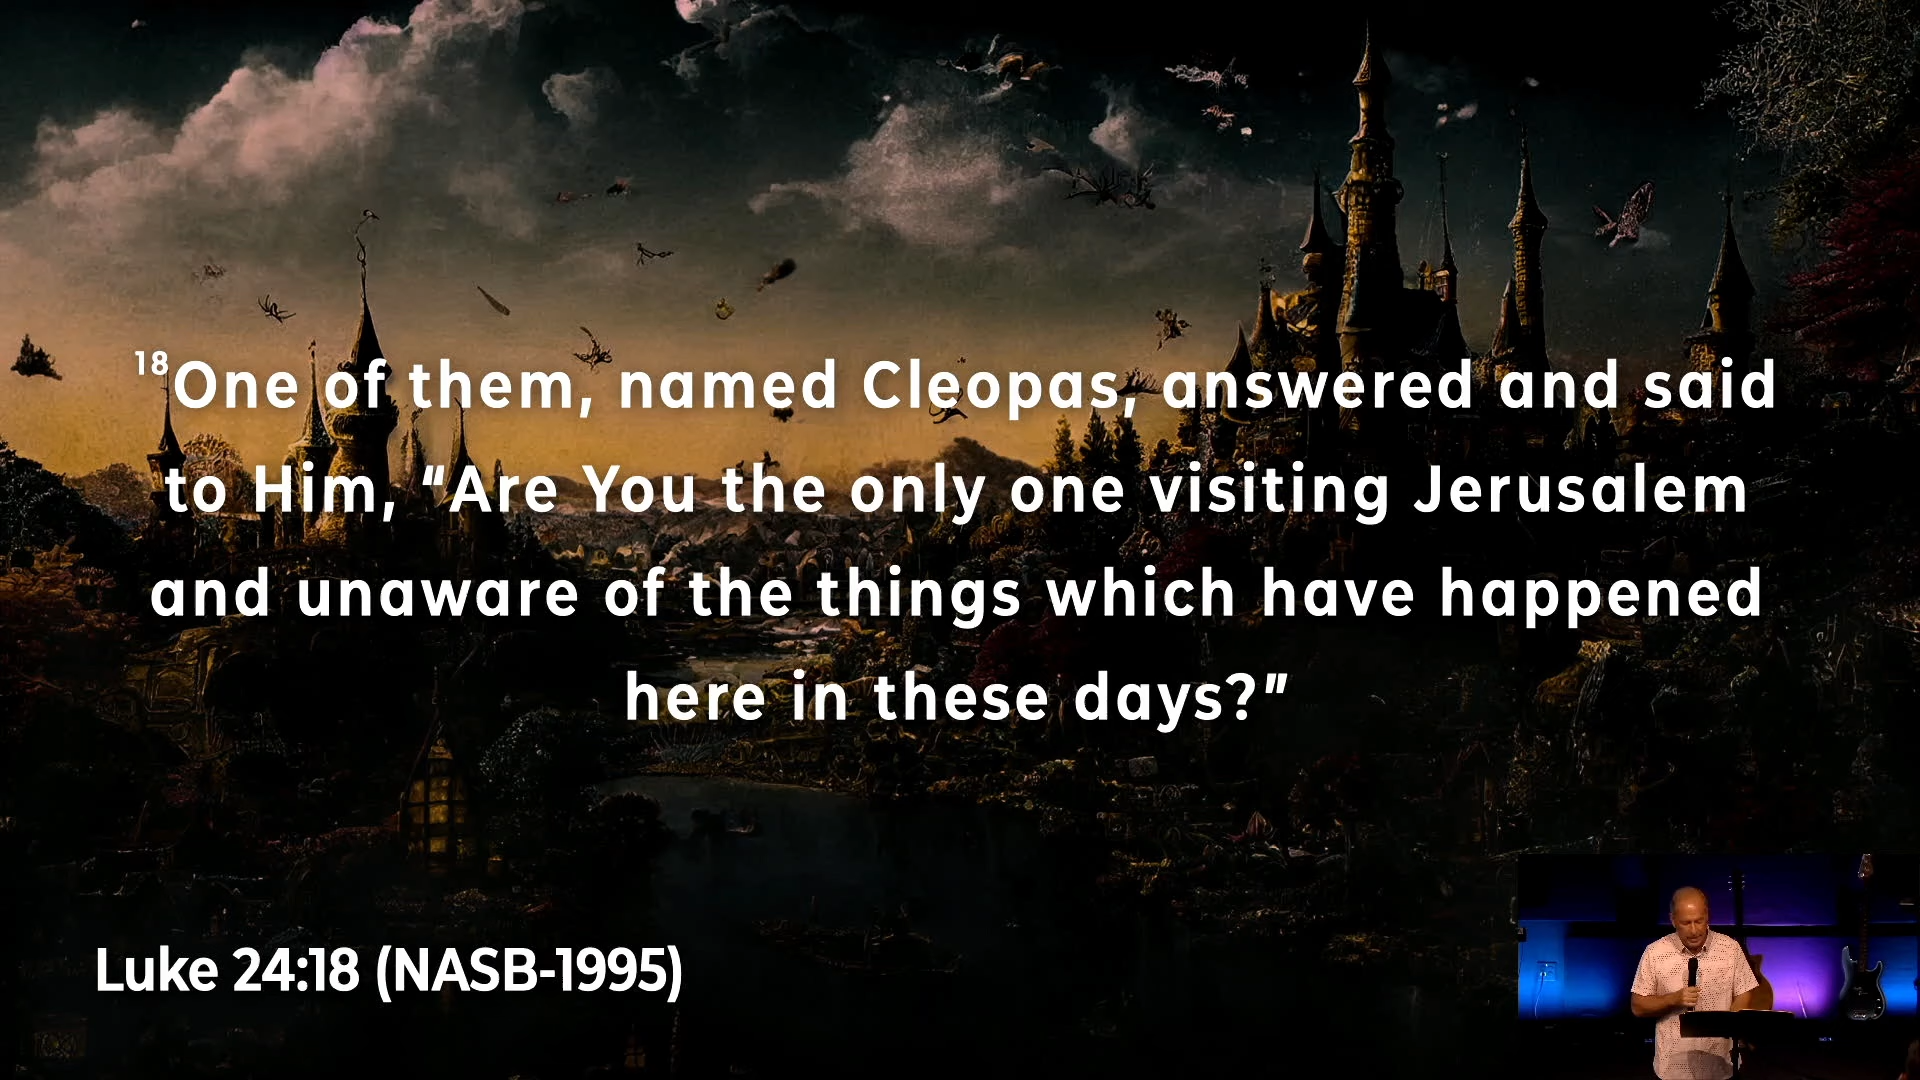 18One of them, named Cleopas, answered and said
to Him, “Are You the only one visiting Jerusalem
and unaware of the things which have happened
here in these days?”
Luke 24:18 (NASB-1995)